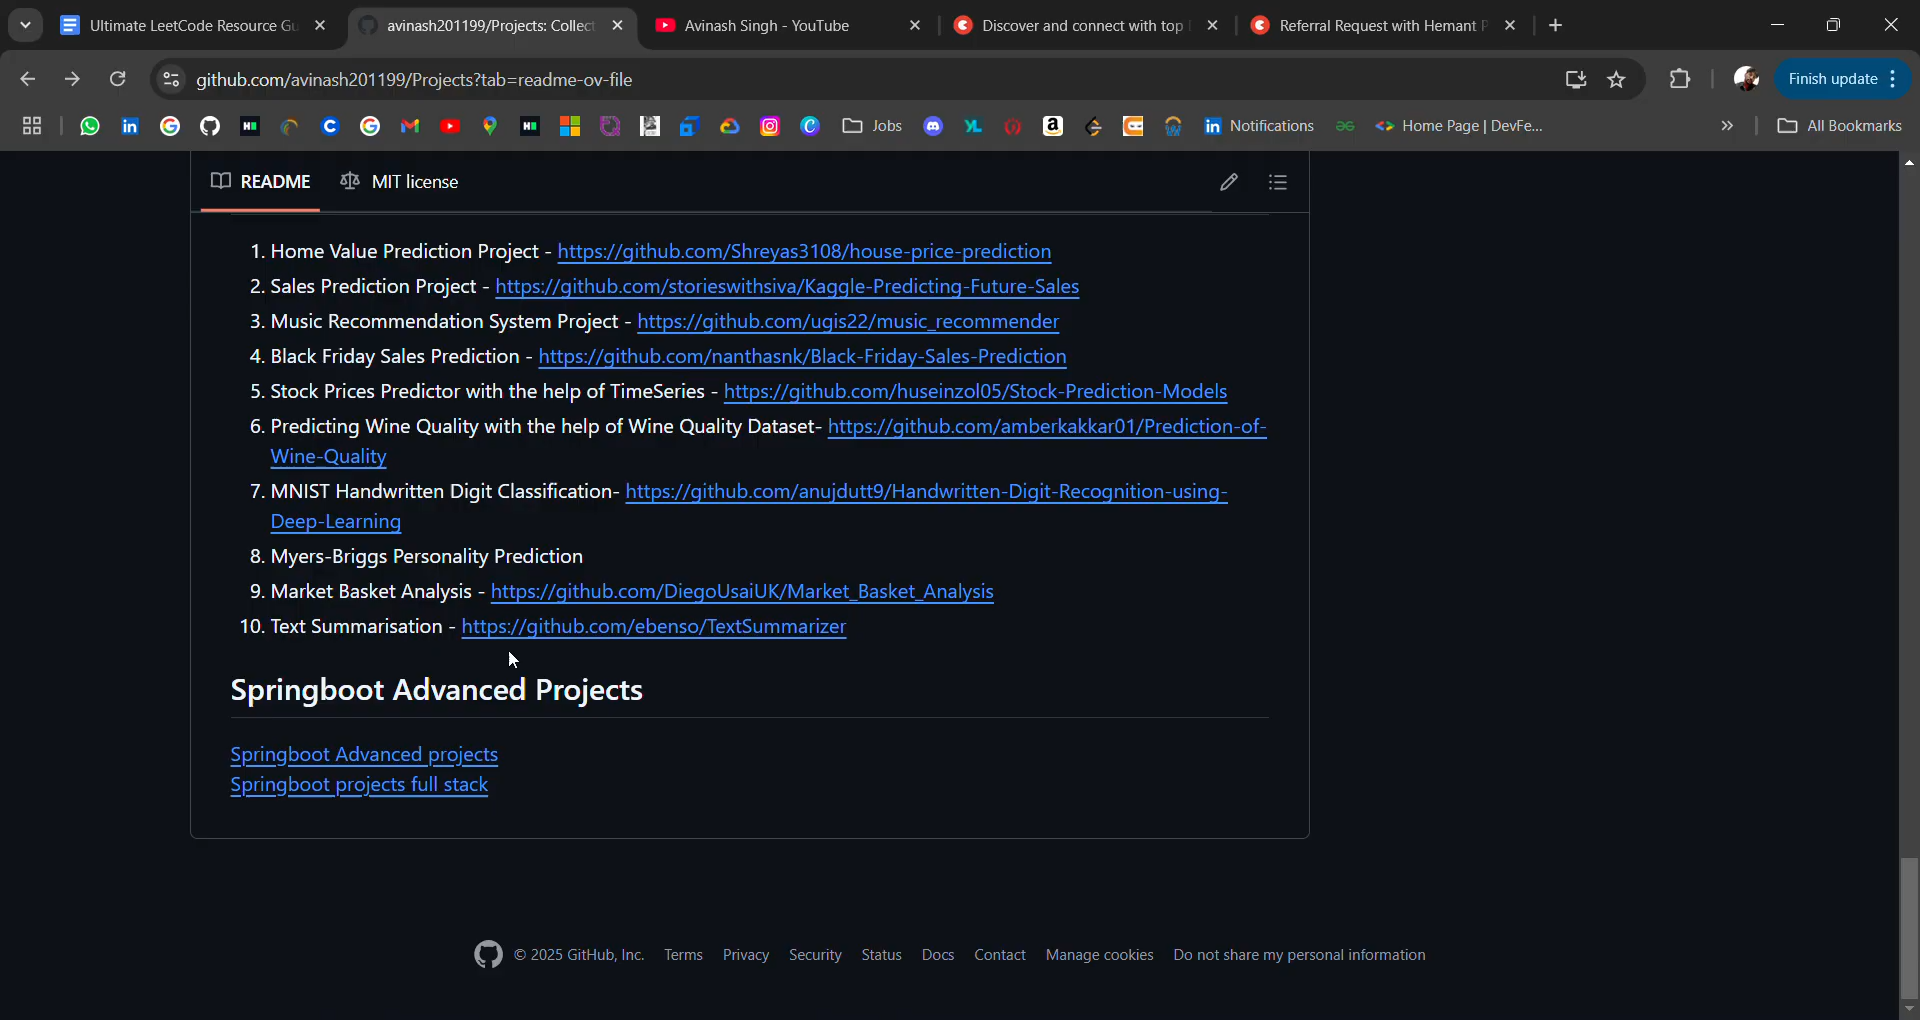 Ultimate LeetCode Resource Gu
avinash201199/Projects: Collect
Avinash Singh - YouTube
Discover and connect with top
Referral Request with Hemant P
github.com/avinash201199/Projects?tab=readme-ov-file
Finish update
Jobs
Notifications
Home Page | DevFe...
All Bookmarks
README
MIT license
1. Home Value Prediction Project - https://github.com/Shreyas3108/house-price-prediction
2. Sales Prediction Project - https://github.com/storieswithsiva/Kaggle-Predicting-Future-Sales
3. Music Recommendation System Project - https://github.com/ugis22/music_recommender
4. Black Friday Sales Prediction - https://github.com/nanthasnk/Black-Friday-Sales-Prediction
5. Stock Prices Predictor with the help of TimeSeries - https://github.com/huseinzol05/Stock-Prediction-Models
6. Predicting Wine Quality with the help of Wine Quality Dataset- https://github.com/amberkakkar01/Prediction-of-
Wine-Quality
7. MNIST Handwritten Digit Classification- https://github.com/anujdutt9/Handwritten-Digit-Recognition-using-
Deep-Learning
8. Myers-Briggs Personality Prediction
9. Market Basket Analysis - https://github.com/DiegoUsaiUK/Market_Basket_Analysis
10. Text Summarisation - https://github.com/ebenso/TextSummarizer
Springboot Advanced Projects
Springboot Advanced projects
Springboot projects full stack
© 2025 GitHub, Inc. Terms Privacy Security Status Docs Contact Manage cookies Do not share my personal information